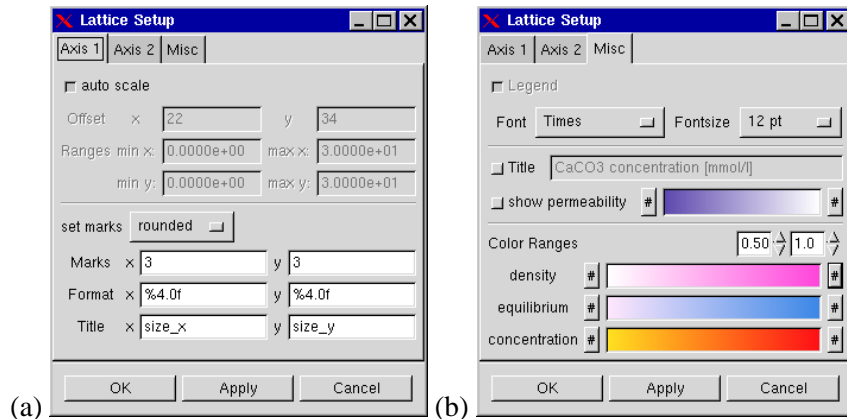 Lattice Setup
Axis 1 Axis 2 Misc
auto scale
Offset x 22 y 34
Ranges min x: 0.0000e+00 max x: 3.0000e+01
min y: 0.0000e+00 max y: 3.0000e+01
set marks rounded
Marks x 3 y 3
Format x %4.0f y %4.0f
Title x size_x y size_y
OK Apply Cancel
(a)
Lattice Setup
Axis 1 Axis 2 Misc
Legend
Font Times Fontsize 12 pt
Title CaCO3 concentration [mmol/l]
show permeability # #
Color Ranges 0.50 1.0
density # #
equilibrium # #
concentration # #
OK Apply Cancel
(b)